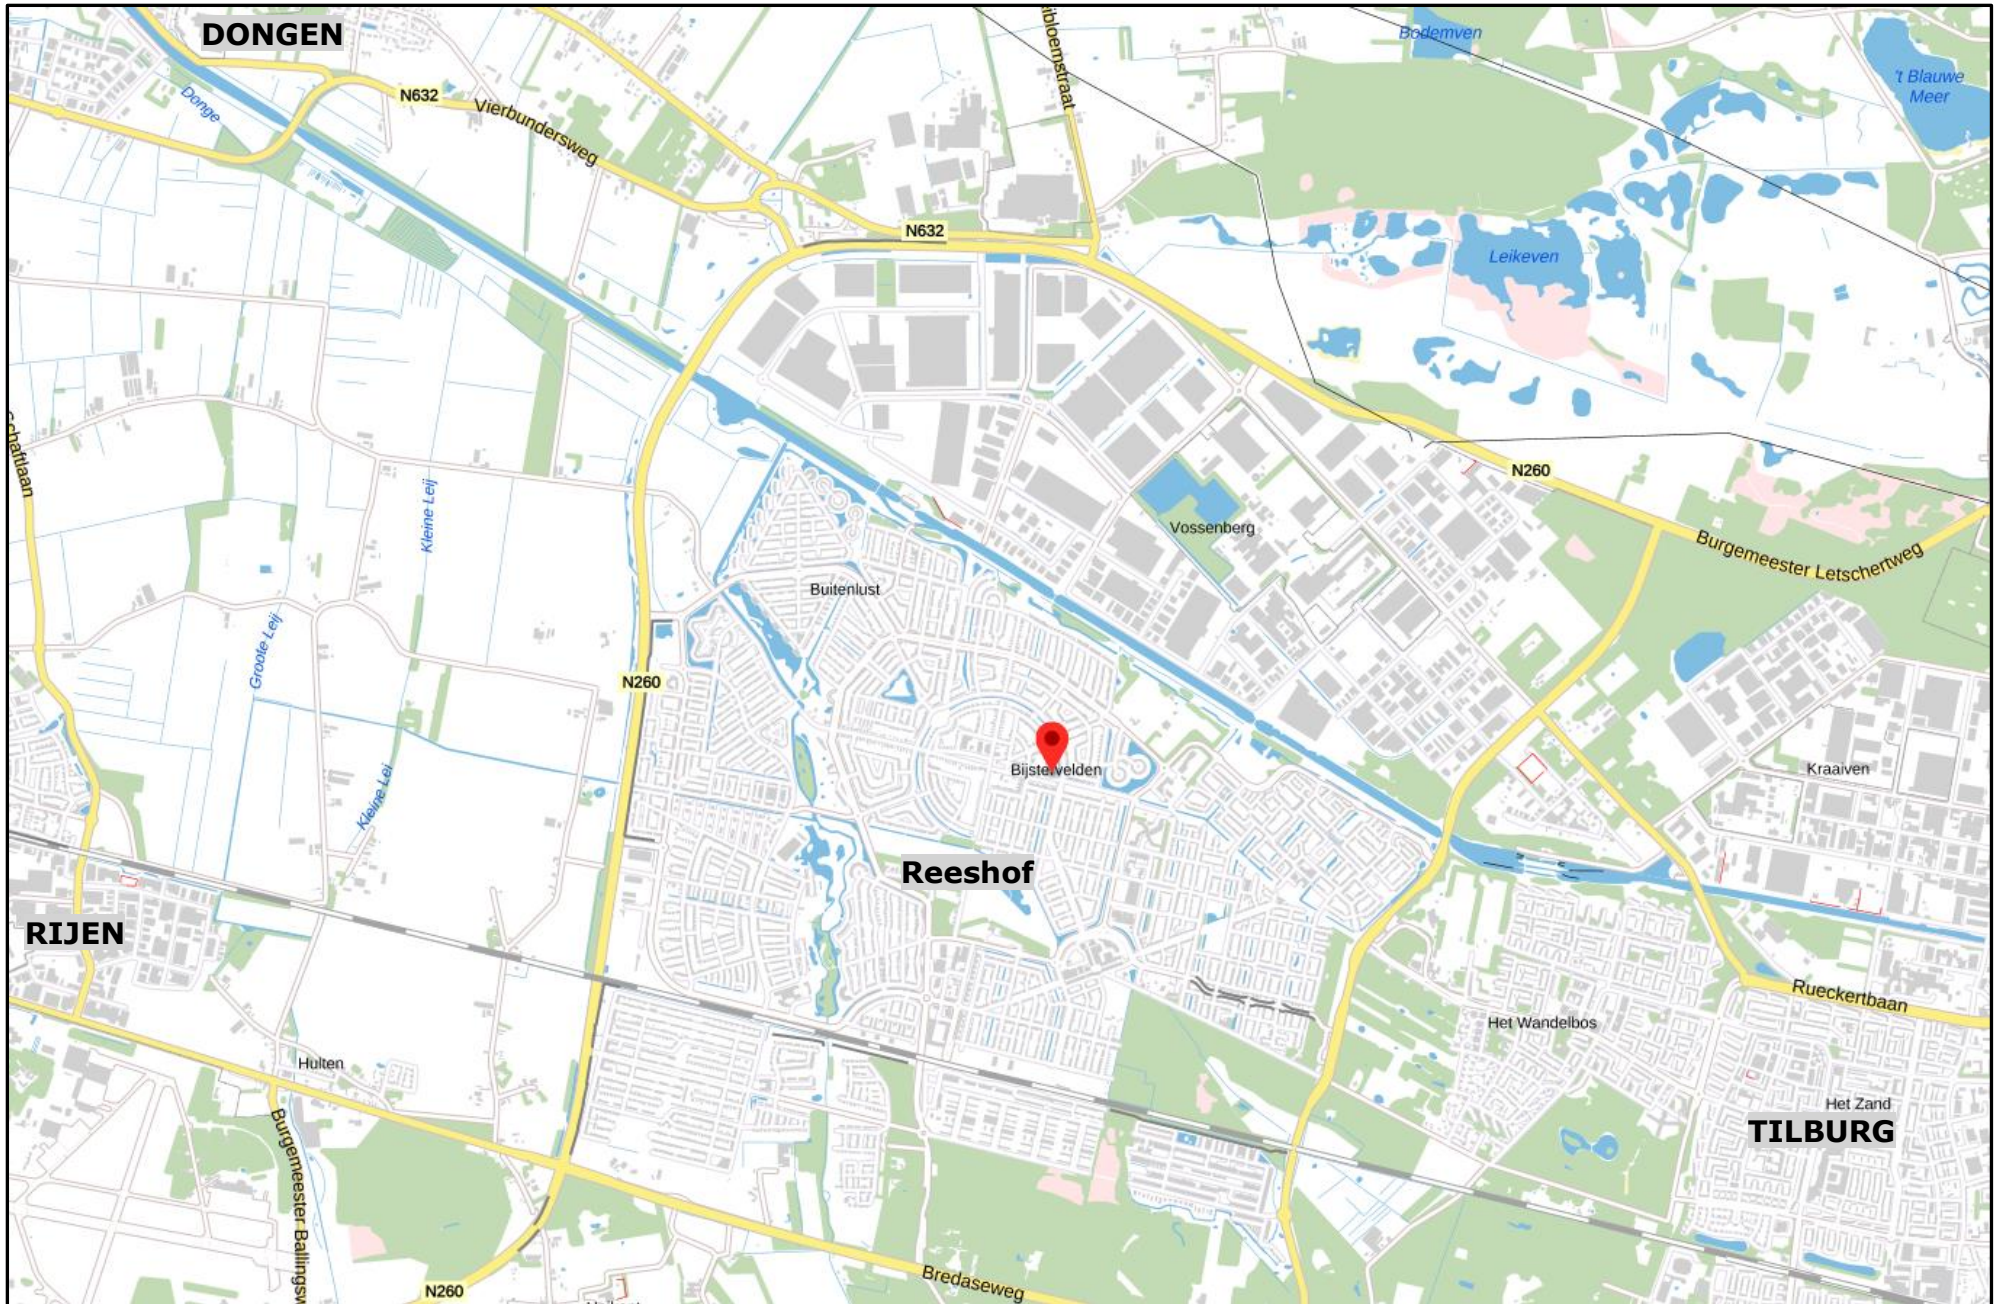 DONGEN
Bodemven
't Blauwe
Meer
Donge
N632
Vierbundersweg
ibloemstraat
N632
Leikeven
Kleine Leij
N260
Vossenberg
Burgemeester Letschertweg
Buitenlust
Groote Leij
N260
Bijstervelden
Kraaiven
Kleine Lei
Reeshof
RIJEN
Rueckertbaan
Het Wandelbos
Hulten
Het Zand
TILBURG
Burgemeester Ballingsw
Bredaseweg
N260